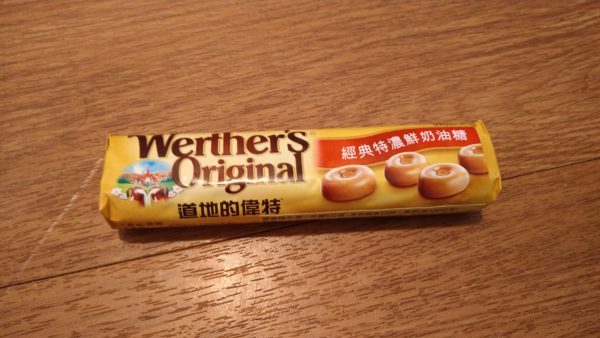 Werther's
Original
道地的偉特
經典特濃鮮奶油糖